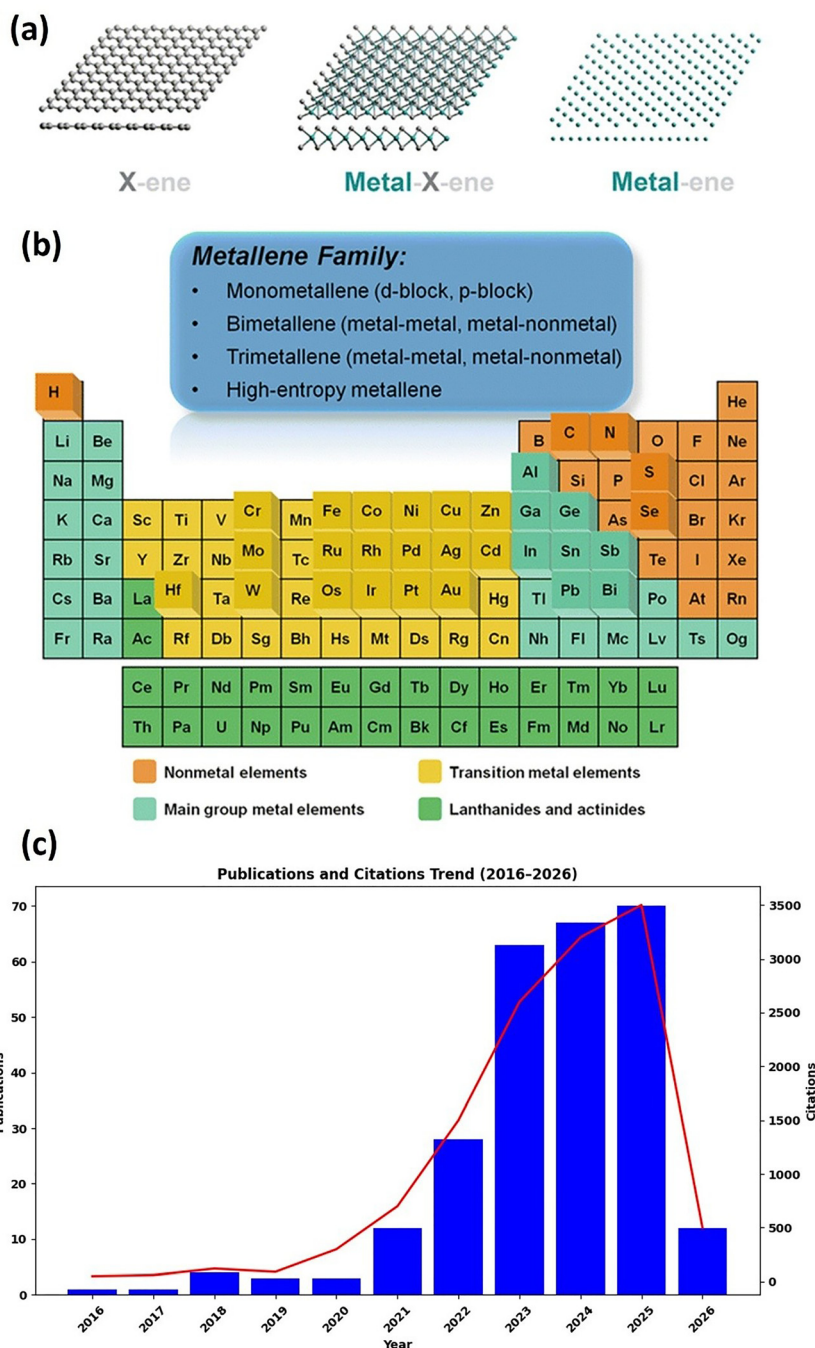 (a)
X-ene Metal-X-ene Metal-ene
(b)
Metallene Family:
• Monometallene (d-block, p-block)
• Bimetallene (metal-metal, metal-nonmetal)
• Trimetallene (metal-metal, metal-nonmetal)
• High-entropy metallene
H He
Li Be B C N O F Ne
Na Mg Al Si P S Cl Ar
K Ca Sc Ti V Cr Mn Fe Co Ni Cu Zn Ga Ge As Se Br Kr
Rb Sr Y Zr Nb Mo Tc Ru Rh Pd Ag Cd In Sn Sb Te I Xe
Cs Ba La Hf Ta W Re Os Ir Pt Au Hg Tl Pb Bi Po At Rn
Fr Ra Ac Rf Db Sg Bh Hs Mt Ds Rg Cn Nh Fl Mc Lv Ts Og
Ce Pr Nd Pm Sm Eu Gd Tb Dy Ho Er Tm Yb Lu
Th Pa U Np Pu Am Cm Bk Cf Es Fm Md No Lr
Nonmetal elements Transition metal elements
Main group metal elements Lanthanides and actinides
(c)
Publications and Citations Trend (2016–2026)
70
60
50
40
30
20
10
0
Publications
3500
3000
2500
2000
1500
1000
500
0
Citations
2016 2017 2018 2019 2020 2021 2022 2023 2024 2025 2026
Year